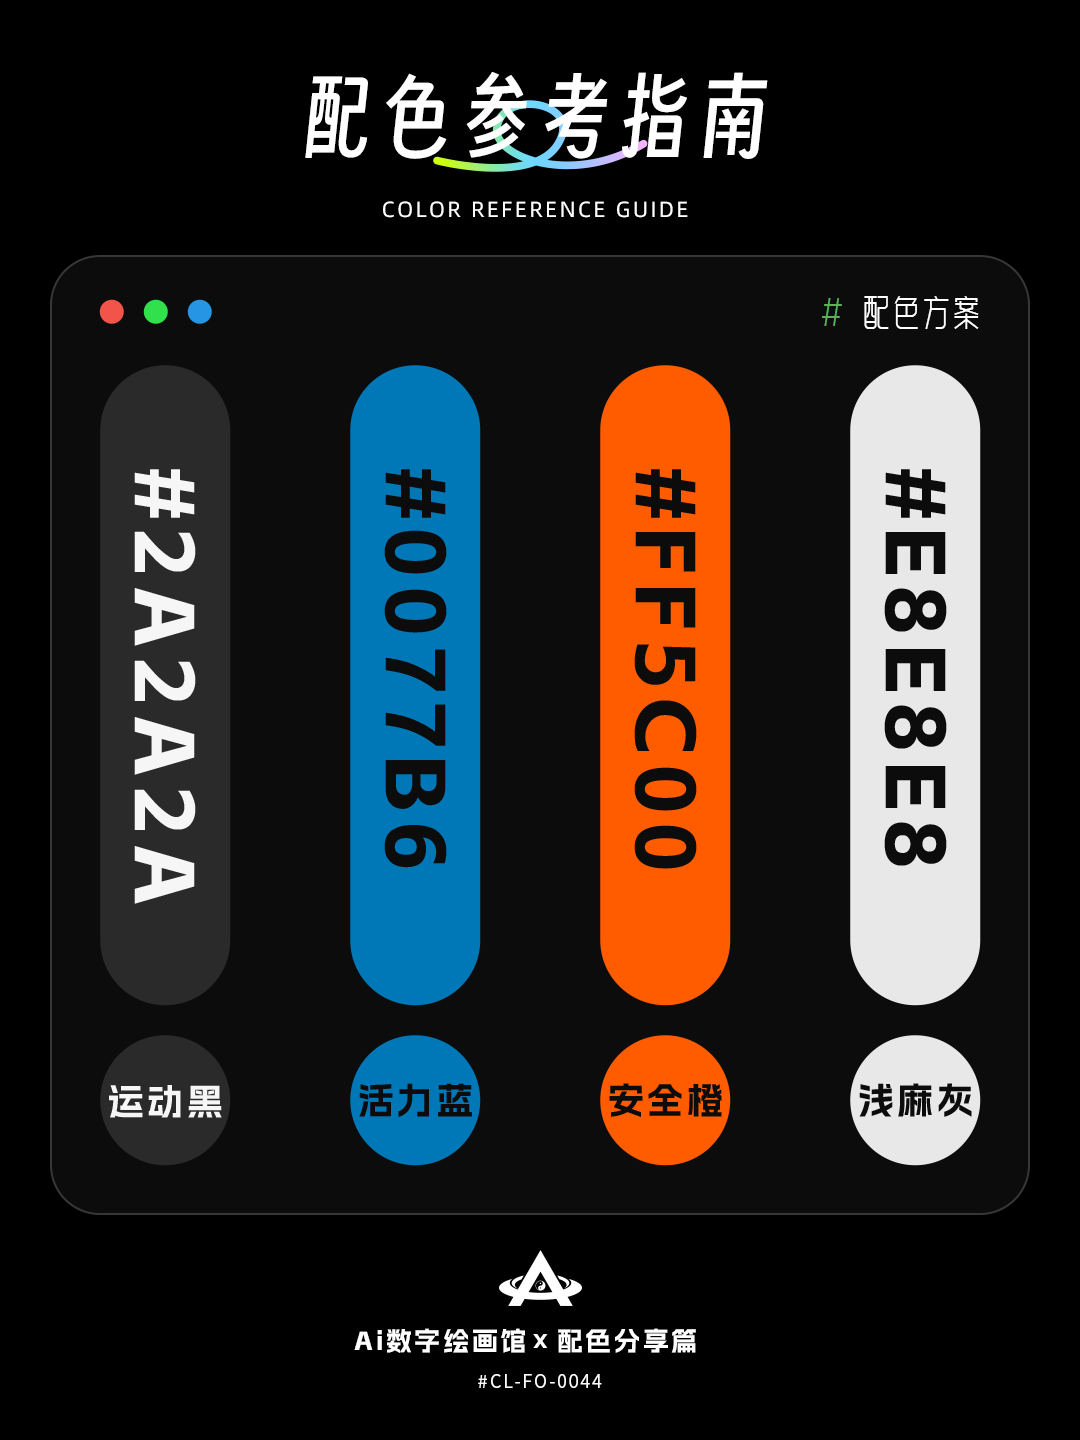 配色参考指南
COLOR REFERENCE GUIDE
# 配色方案
#2A2A2A
#0077B6
#FF5C00
#E8E8E8
运动黑
活力蓝
安全橙
浅麻灰
Ai数字绘画馆 x 配色分享篇
#CL-FO-0044